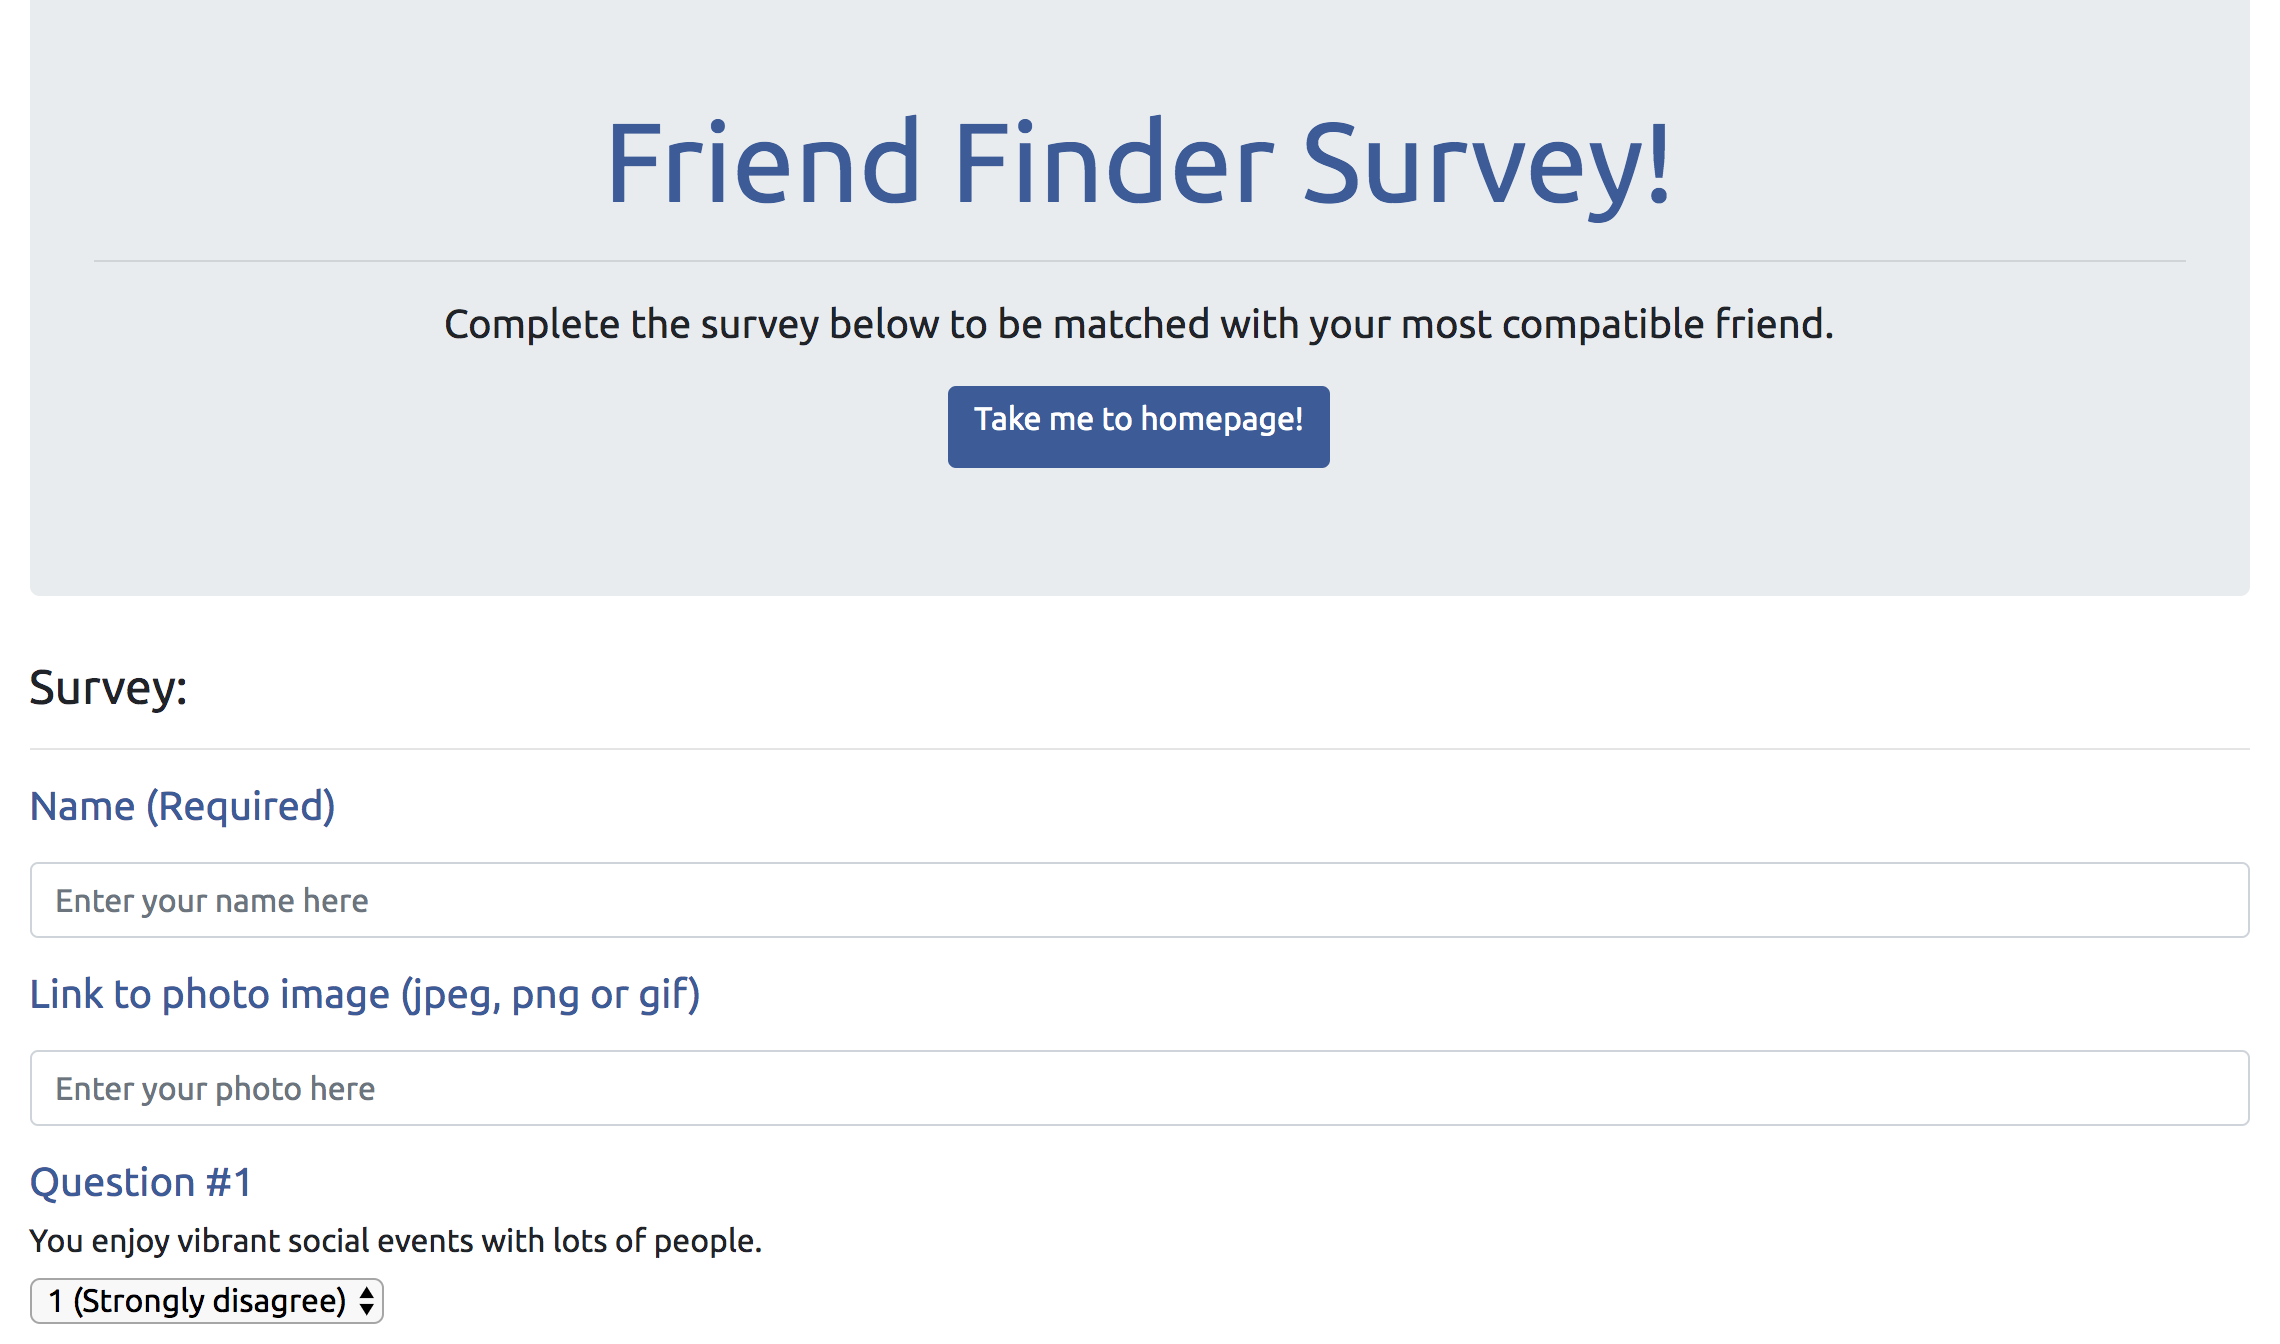 Friend Finder Survey!
Complete the survey below to be matched with your most compatible friend.
Take me to homepage!
Survey:
Name (Required)
Enter your name here
Link to photo image (jpeg, png or gif)
Enter your photo here
Question #1
You enjoy vibrant social events with lots of people.
1 (Strongly disagree)